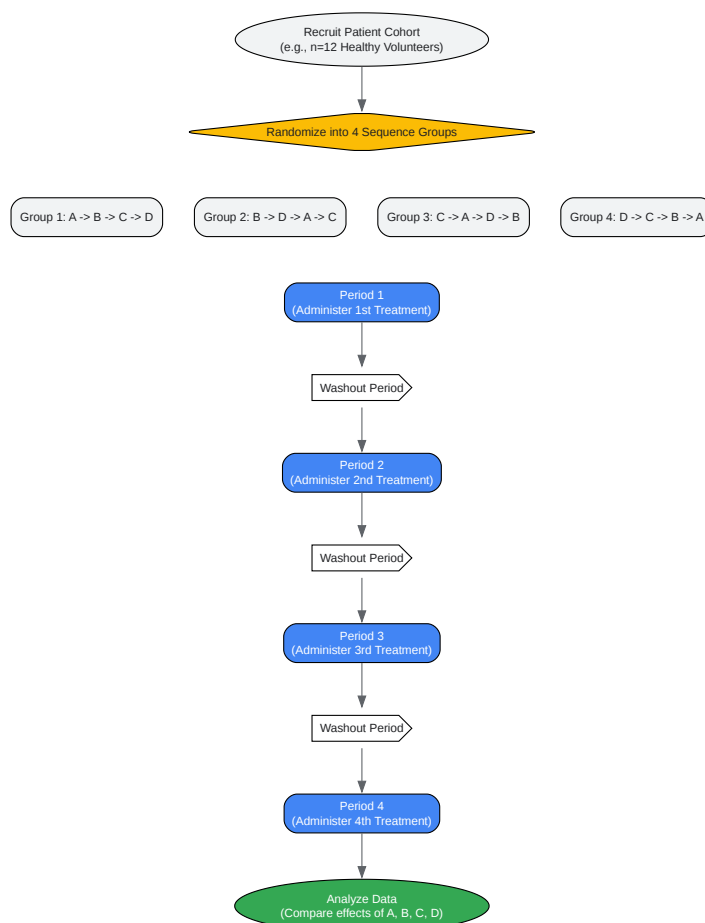 Recruit Patient Cohort
(e.g., n=12 Healthy Volunteers)
Randomize into 4 Sequence Groups
Group 1: A -> B -> C -> D
Group 2: B -> D -> A -> C
Group 3: C -> A -> D -> B
Group 4: D -> C -> B -> A
Period 1
(Administer 1st Treatment)
Washout Period
Period 2
(Administer 2nd Treatment)
Washout Period
Period 3
(Administer 3rd Treatment)
Washout Period
Period 4
(Administer 4th Treatment)
Analyze Data
(Compare effects of A, B, C, D)